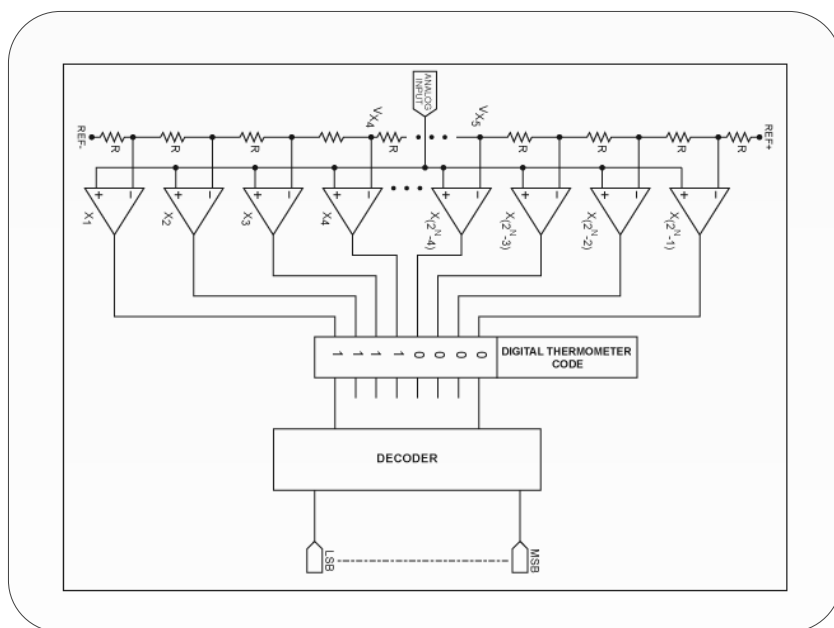 ANALOG
INPUT
VX4
VX5
REF-
R
R
R
R
R
R
R
R
REF+
+
−
+
−
+
−
+
−
+
−
+
−
+
−
+
−
X1
X2
X3
X4
X(2^N-4)
X(2^N-3)
X(2^N-2)
X(2^N-1)
1 1 1 1 0 0 0 0
DIGITAL THERMOMETER
CODE
DECODER
LSB
MSB